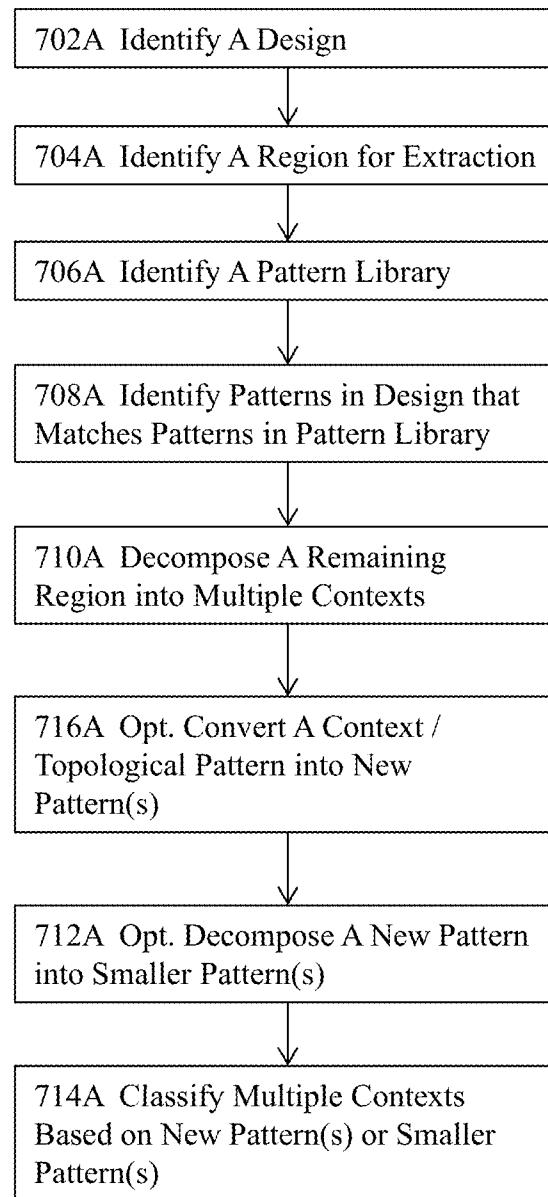 702A Identify A Design
704A Identify A Region for Extraction
706A Identify A Pattern Library
708A Identify Patterns in Design that
Matches Patterns in Pattern Library
710A Decompose A Remaining
Region into Multiple Contexts
716A Opt. Convert A Context /
Topological Pattern into New
Pattern(s)
712A Opt. Decompose A New Pattern
into Smaller Pattern(s)
714A Classify Multiple Contexts
Based on New Pattern(s) or Smaller
Pattern(s)